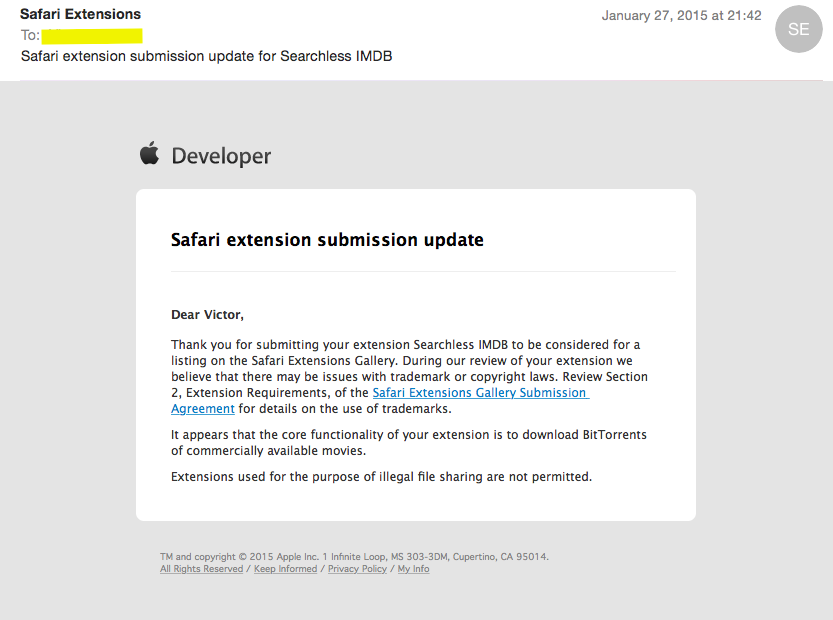 Safari Extensions
January 27, 2015 at 21:42
SE
To:
Safari extension submission update for Searchless IMDB
Developer
Safari extension submission update
Dear Victor,
Thank you for submitting your extension Searchless IMDB to be considered for a
listing on the Safari Extensions Gallery. During our review of your extension we
believe that there may be issues with trademark or copyright laws. Review Section
2, Extension Requirements, of the Safari Extensions Gallery Submission
Agreement for details on the use of trademarks.
It appears that the core functionality of your extension is to download BitTorrents
of commercially available movies.
Extensions used for the purpose of illegal file sharing are not permitted.
TM and copyright © 2015 Apple Inc. 1 Infinite Loop, MS 303-3DM, Cupertino, CA 95014.
All Rights Reserved / Keep Informed / Privacy Policy / My Info